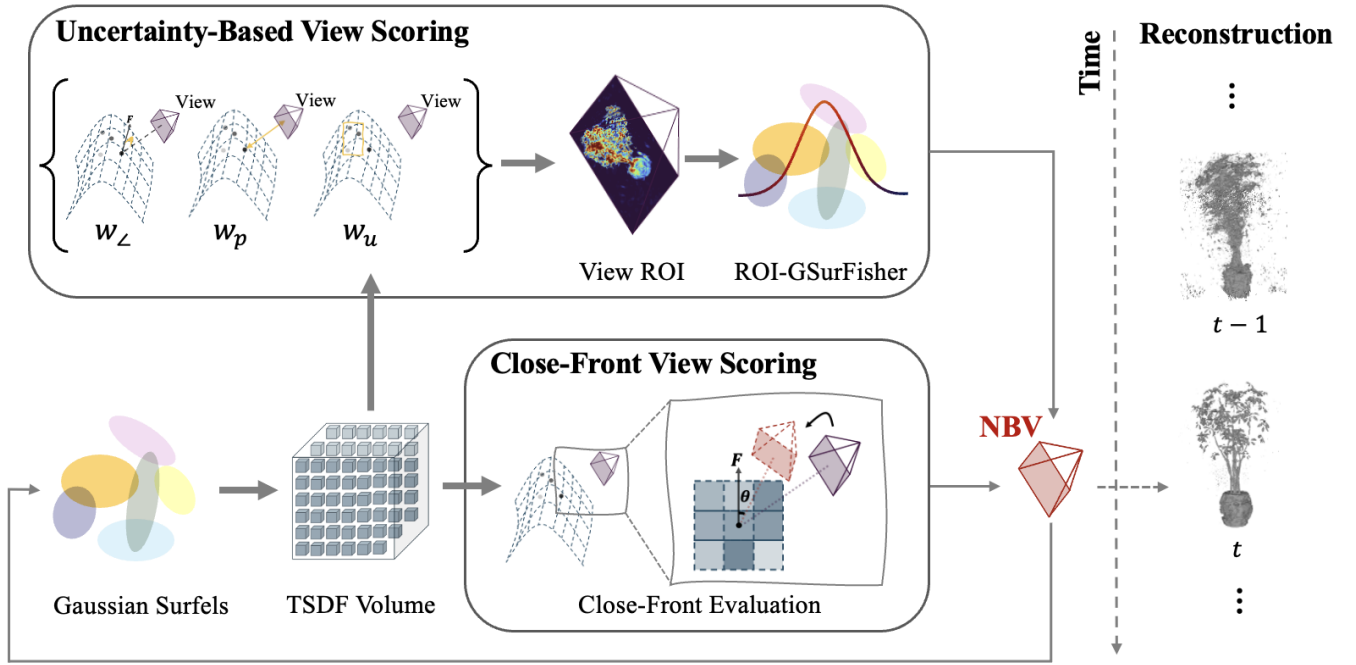 Uncertainty-Based View Scoring
View
View
View
F
w∠
wₚ
wᵤ
View ROI
ROI-GSurFisher
Time
Reconstruction
⋮
t − 1
Close-Front View Scoring
F
θ
NBV
t
Gaussian Surfels
TSDF Volume
Close-Front Evaluation
⋮